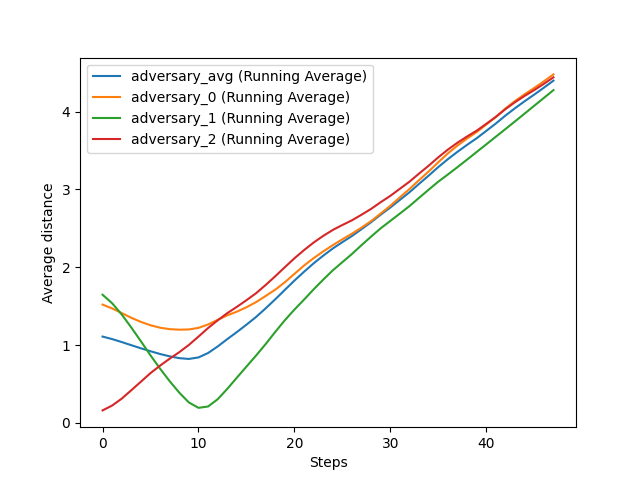 adversary_avg (Running Average)
adversary_0 (Running Average)
adversary_1 (Running Average)
adversary_2 (Running Average)
4
3
2
1
0
Average distance
0 10 20 30 40
Steps